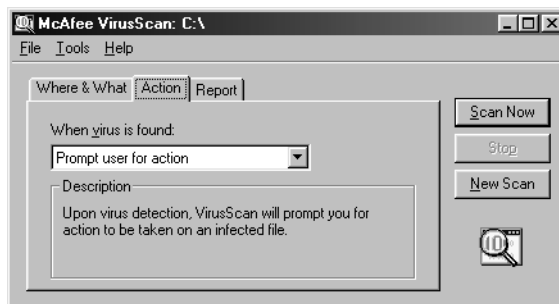 McAfee VirusScan: C:\
File Tools Help
Where & What Action Report
When virus is found:
Prompt user for action
Description
Upon virus detection, VirusScan will prompt you for
action to be taken on an infected file.
Scan Now
Stop
New Scan